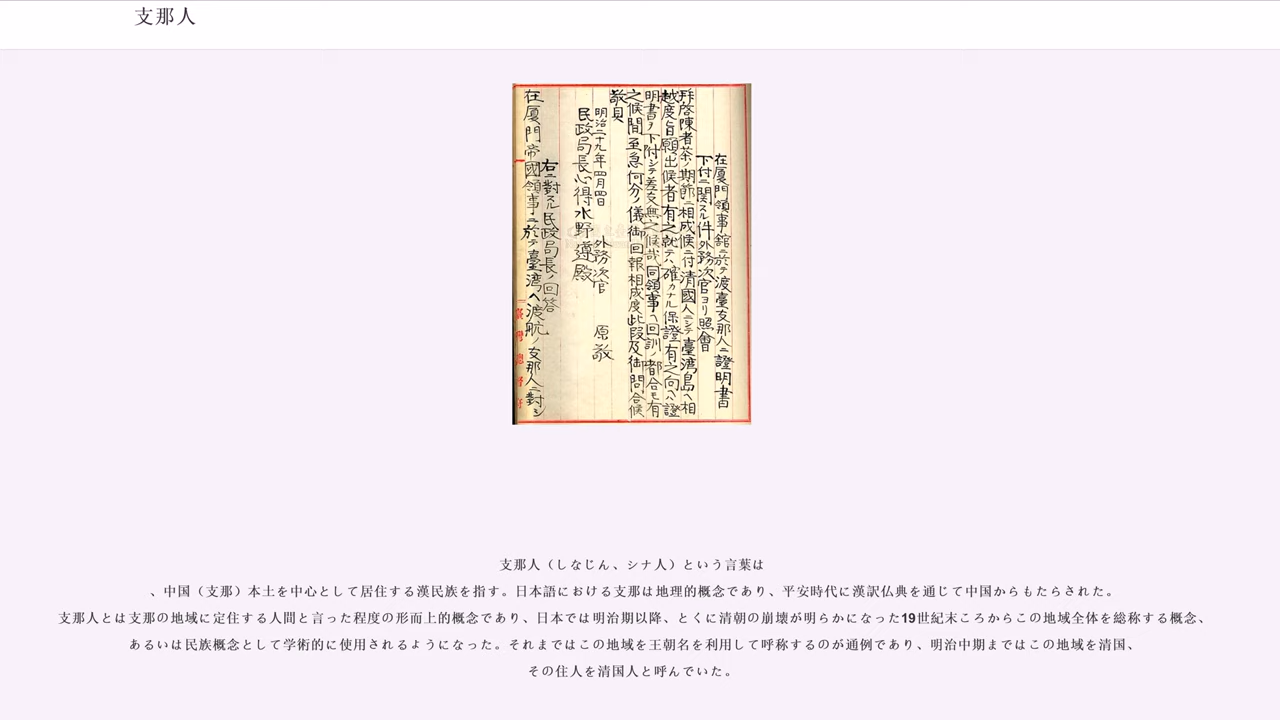 支那人
在厦門領事館ニ於テ渡臺支那人ニ證明書
下付ニ関スル件外務次官ヨリ照會
拝啓陳者茶ノ期節ニ相成候ニ付清國人ニシテ臺湾島ヘ相
越度旨願出候者有之就テハ確カナル保證有之向ヘハ證
明書ヲ下附シテ差支無之候哉同領事ヘ回訓ノ都合モ有
之候間至急何分ノ儀御回報相成度此段及御問合候
敬具
明治二十九年四月四日 外務次官 原敬
民政局長心得水野遵殿
右ニ對スル民政局長ノ回答
在厦門帝國領事ニ於テ臺湾ヘ渡航ノ支那人ニ對シ
支那人（しなじん、シナ人）という言葉は
、中国（支那）本土を中心として居住する漢民族を指す。日本語における支那は地理的概念であり、平安時代に漢訳仏典を通じて中国からもたらされた。
支那人とは支那の地域に定住する人間と言った程度の形而上的概念であり、日本では明治期以降、とくに清朝の崩壊が明らかになった19世紀末ころからこの地域全体を総称する概念、
あるいは民族概念として学術的に使用されるようになった。それまではこの地域を王朝名を利用して呼称するのが通例であり、明治中期まではこの地域を清国、
その住人を清国人と呼んでいた。